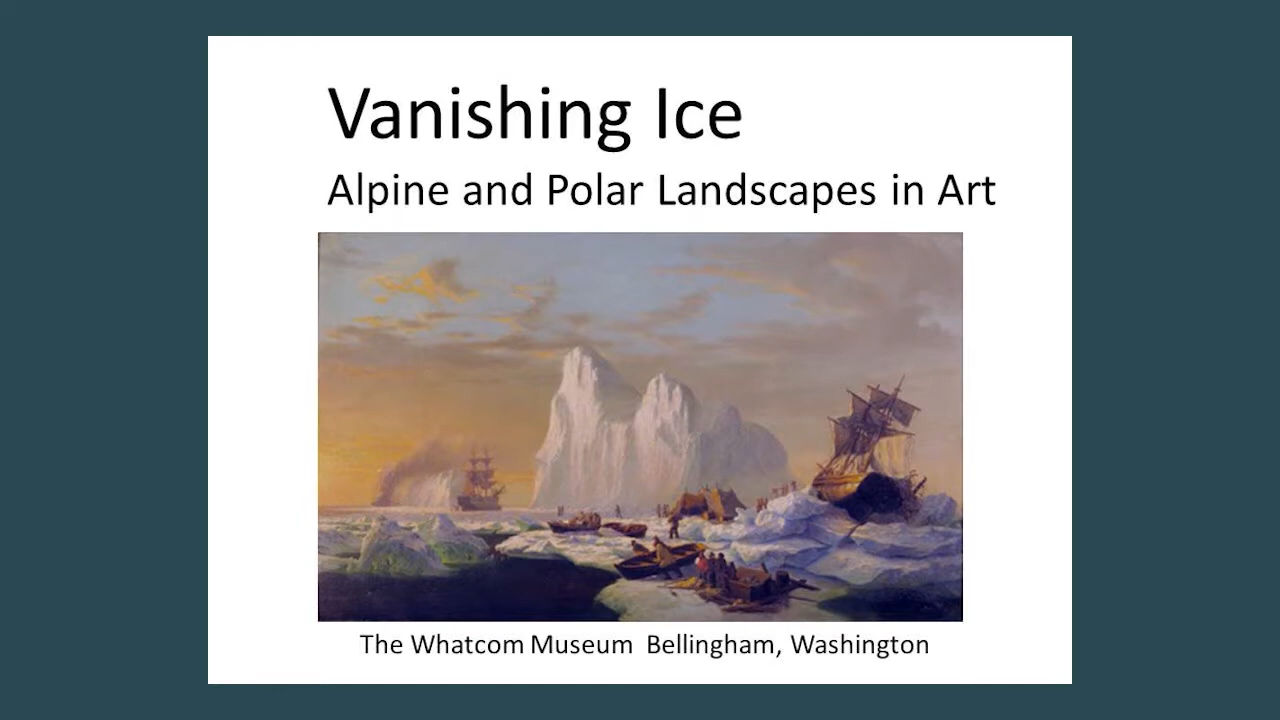 Vanishing Ice
Alpine and Polar Landscapes in Art
The Whatcom Museum Bellingham, Washington